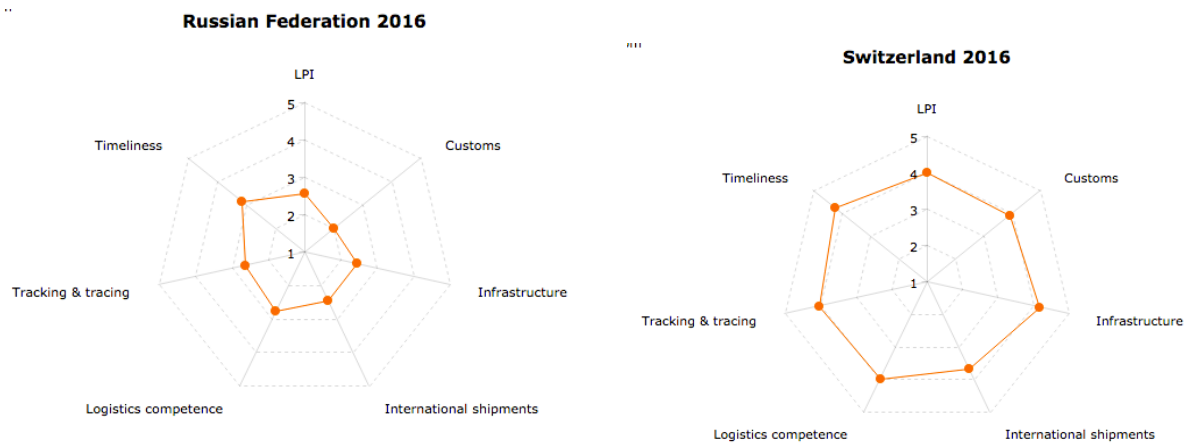 Russian Federation 2016
LPI
5
4
3
2
1
Timeliness
Customs
Tracking & tracing
Infrastructure
Logistics competence
International shipments
Switzerland 2016
LPI
5
4
3
2
1
Timeliness
Customs
Tracking & tracing
Infrastructure
Logistics competence
International shipments